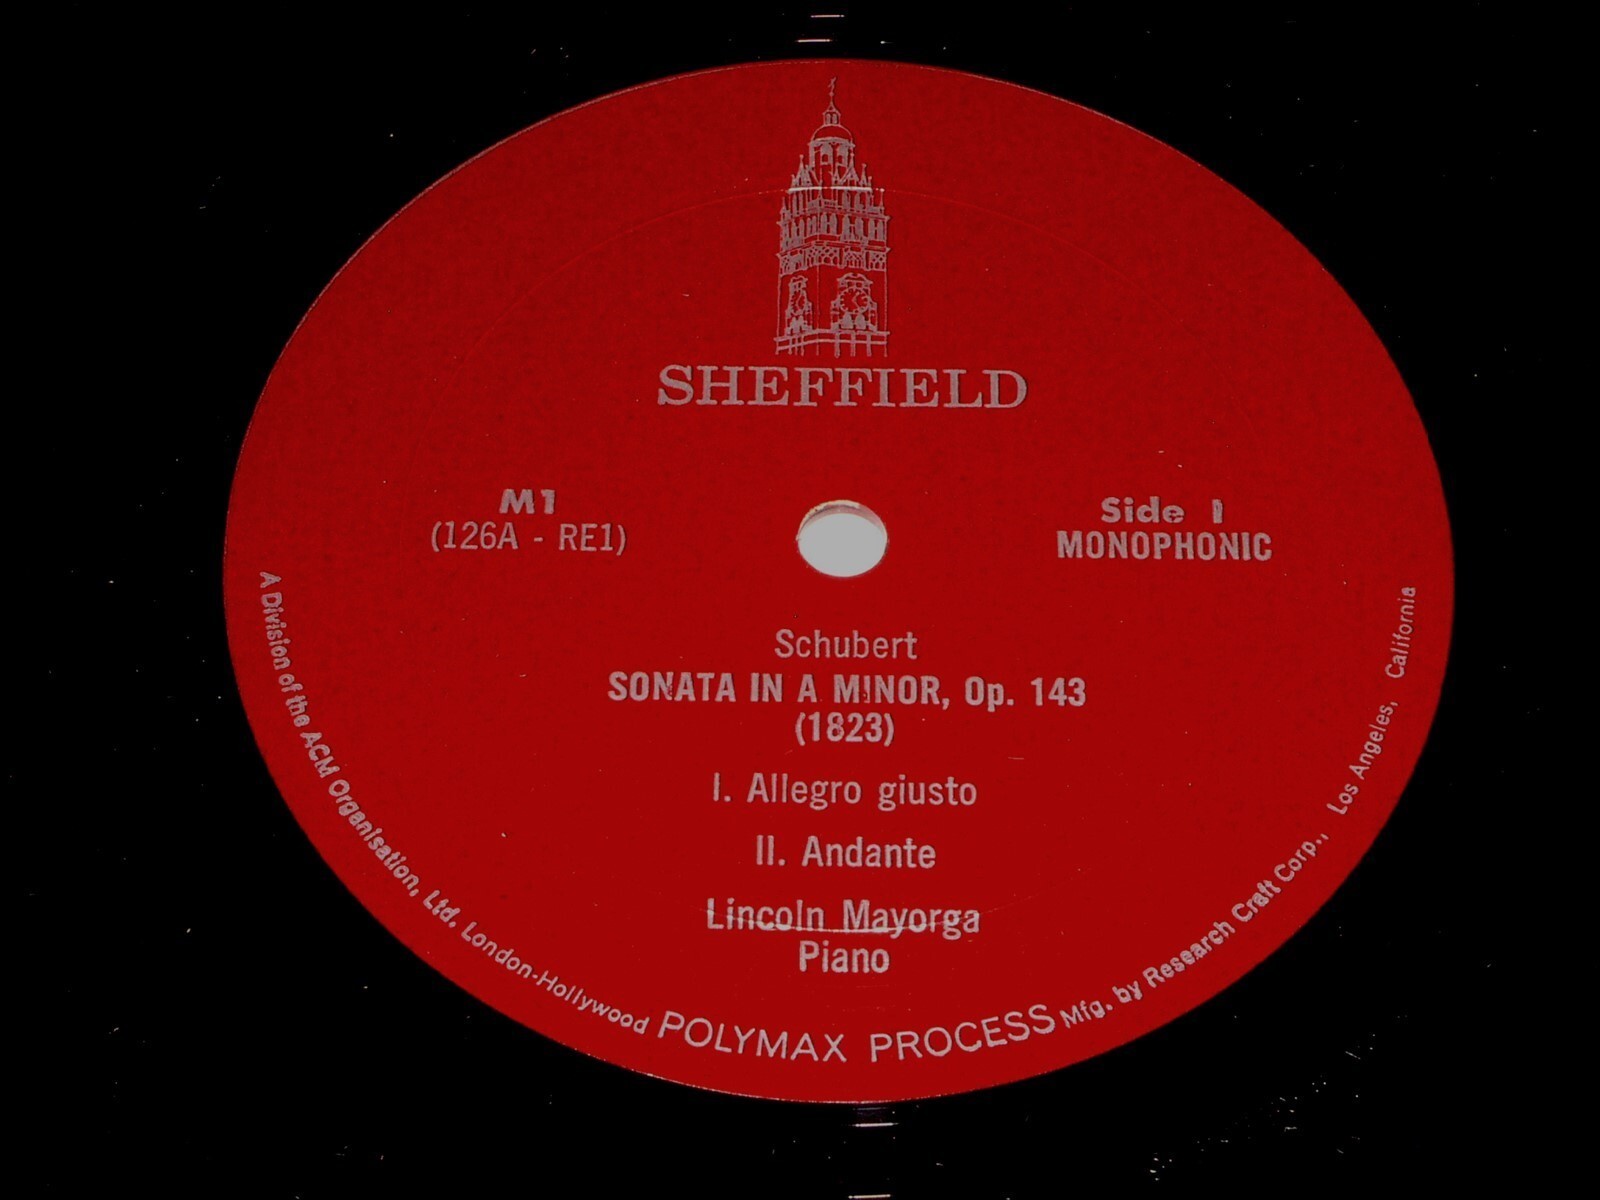 SHEFFIELD
M1
(126A - RE1)
Side 1
MONOPHONIC
Schubert
SONATA IN A MINOR, Op. 143
(1823)
I. Allegro giusto
II. Andante
Lincoln Mayorga
Piano
A Division of the ACM Organisation, Ltd. London-Hollywood POLYMAX PROCESS Mfg. by Research Craft Corp., Los Angeles, California